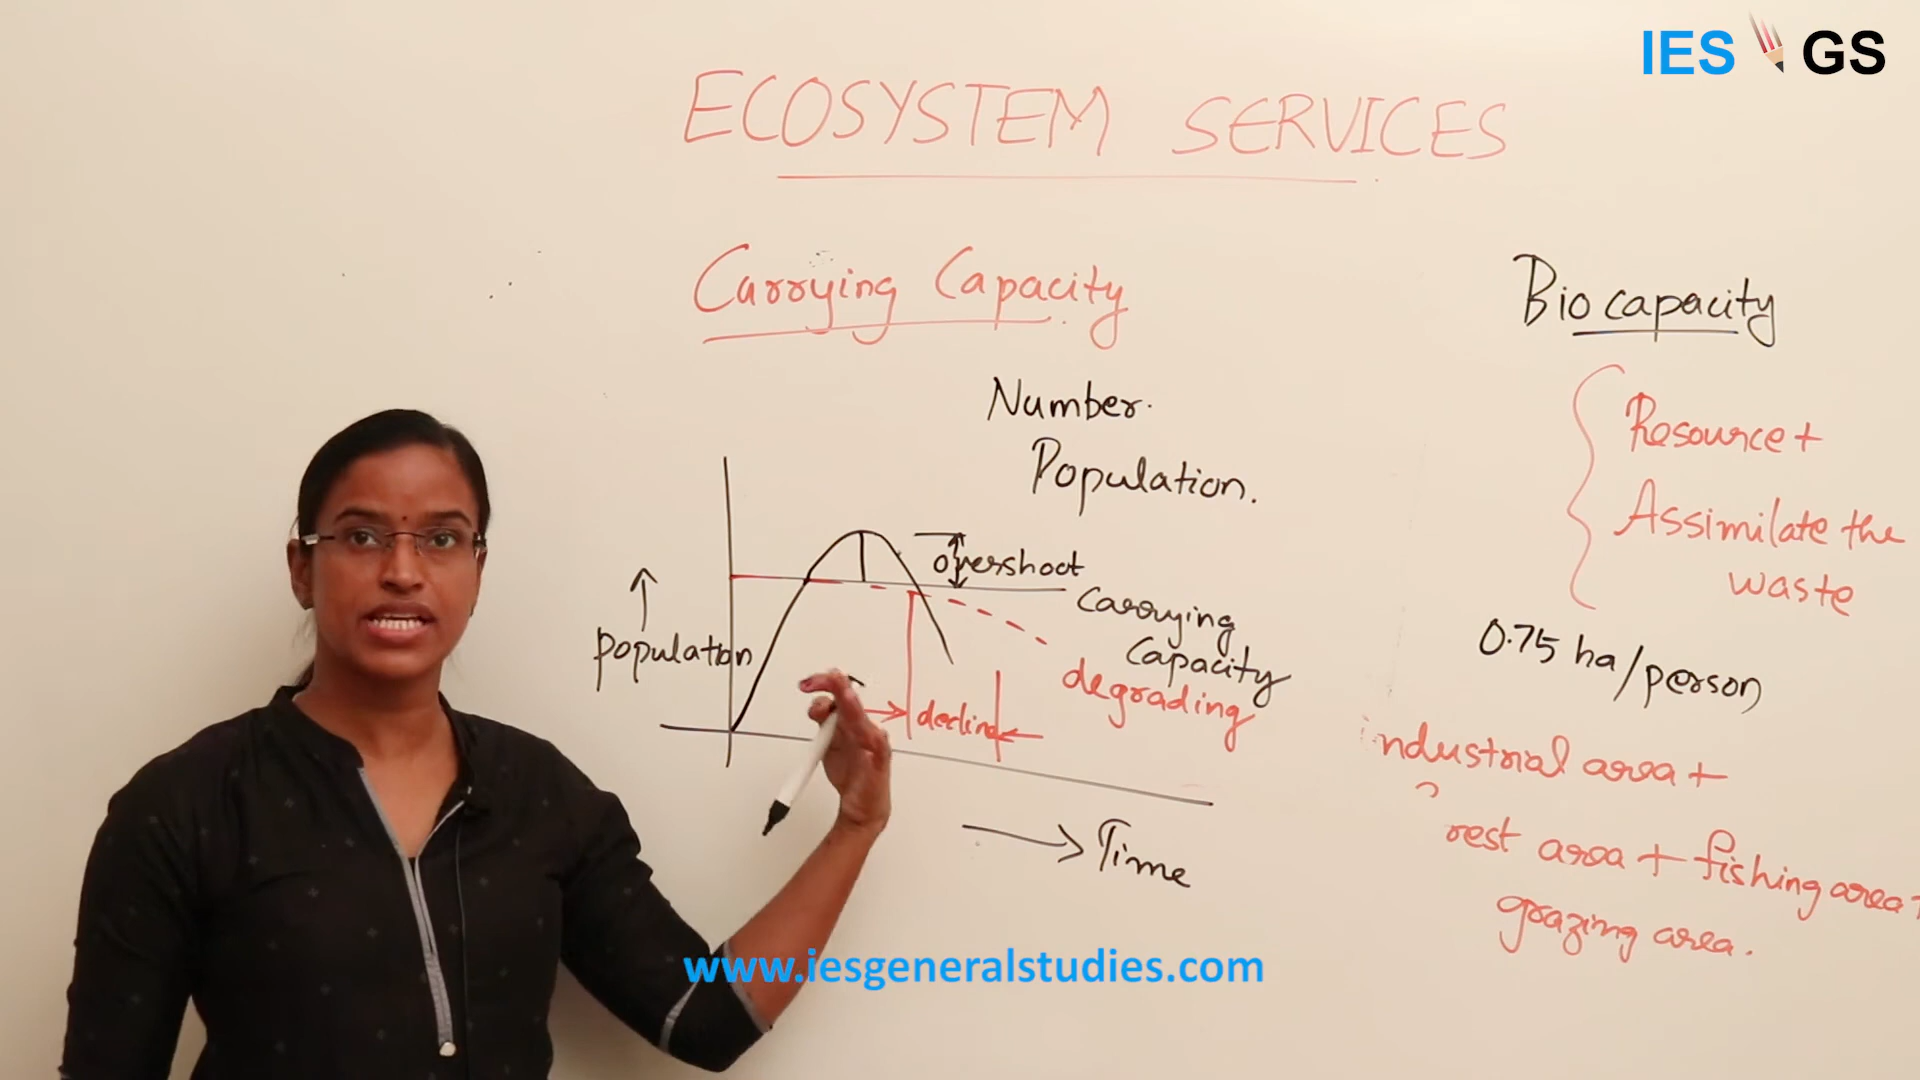 IES GS
ECOSYSTEM SERVICES
Carrying Capacity
Number.
Population.
overshoot
Carrying
Capacity
degrading
population
decline
Time
Bio capacity
Resource +
Assimilate the
waste
0.75 ha/person
industrial area +
rest area + fishing area +
grazing area.
www.iesgeneralstudies.com